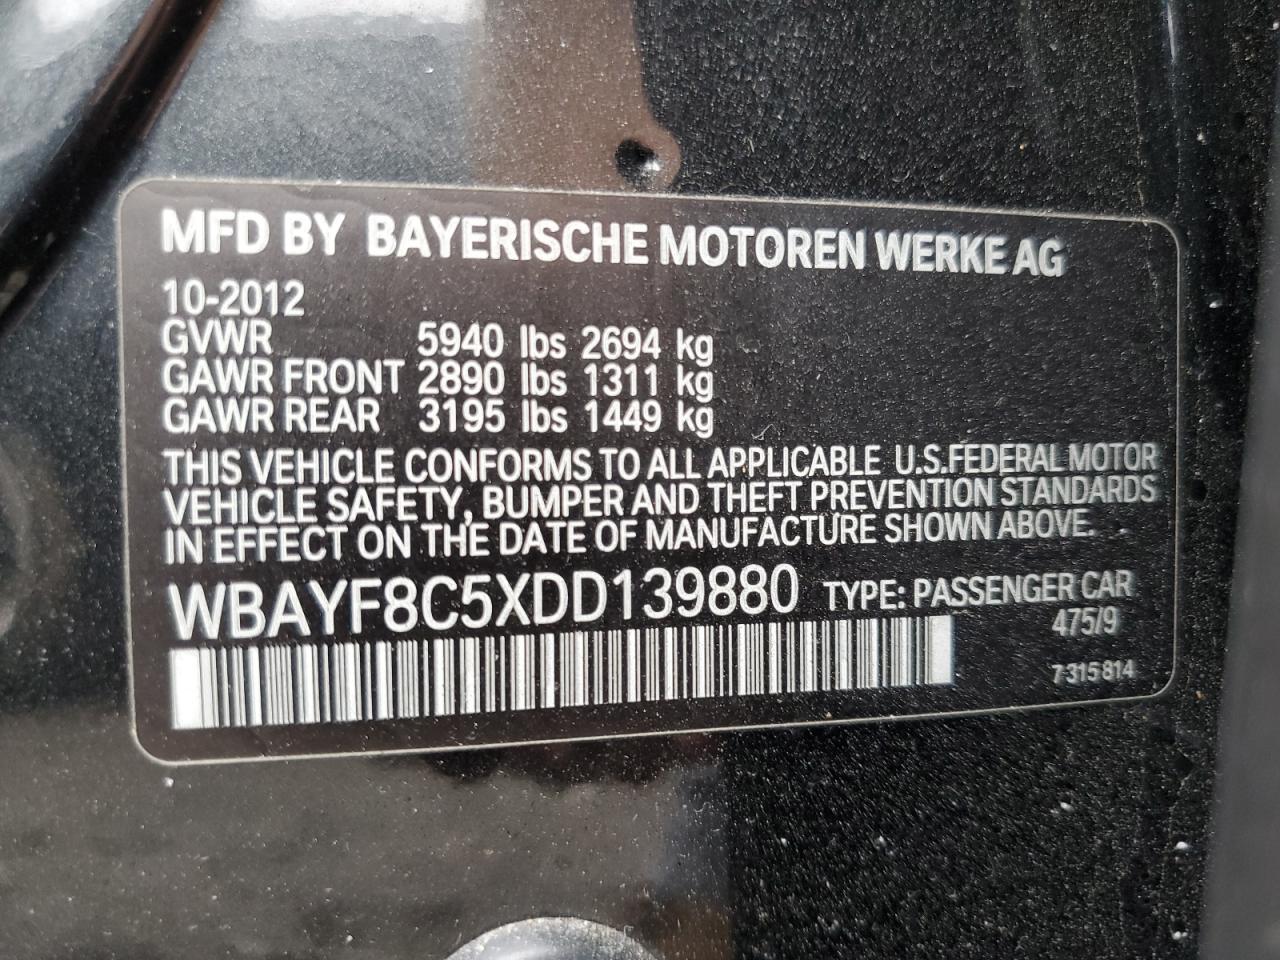 MFD BY BAYERISCHE MOTOREN WERKE AG
10-2012
GVWR 5940 lbs 2694 kg
GAWR FRONT 2890 lbs 1311 kg
GAWR REAR 3195 lbs 1449 kg
THIS VEHICLE CONFORMS TO ALL APPLICABLE U.S.FEDERAL MOTOR
VEHICLE SAFETY, BUMPER AND THEFT PREVENTION STANDARDS
IN EFFECT ON THE DATE OF MANUFACTURE SHOWN ABOVE.
WBAYF8C5XDD139880 TYPE: PASSENGER CAR
475/9
7 315 814